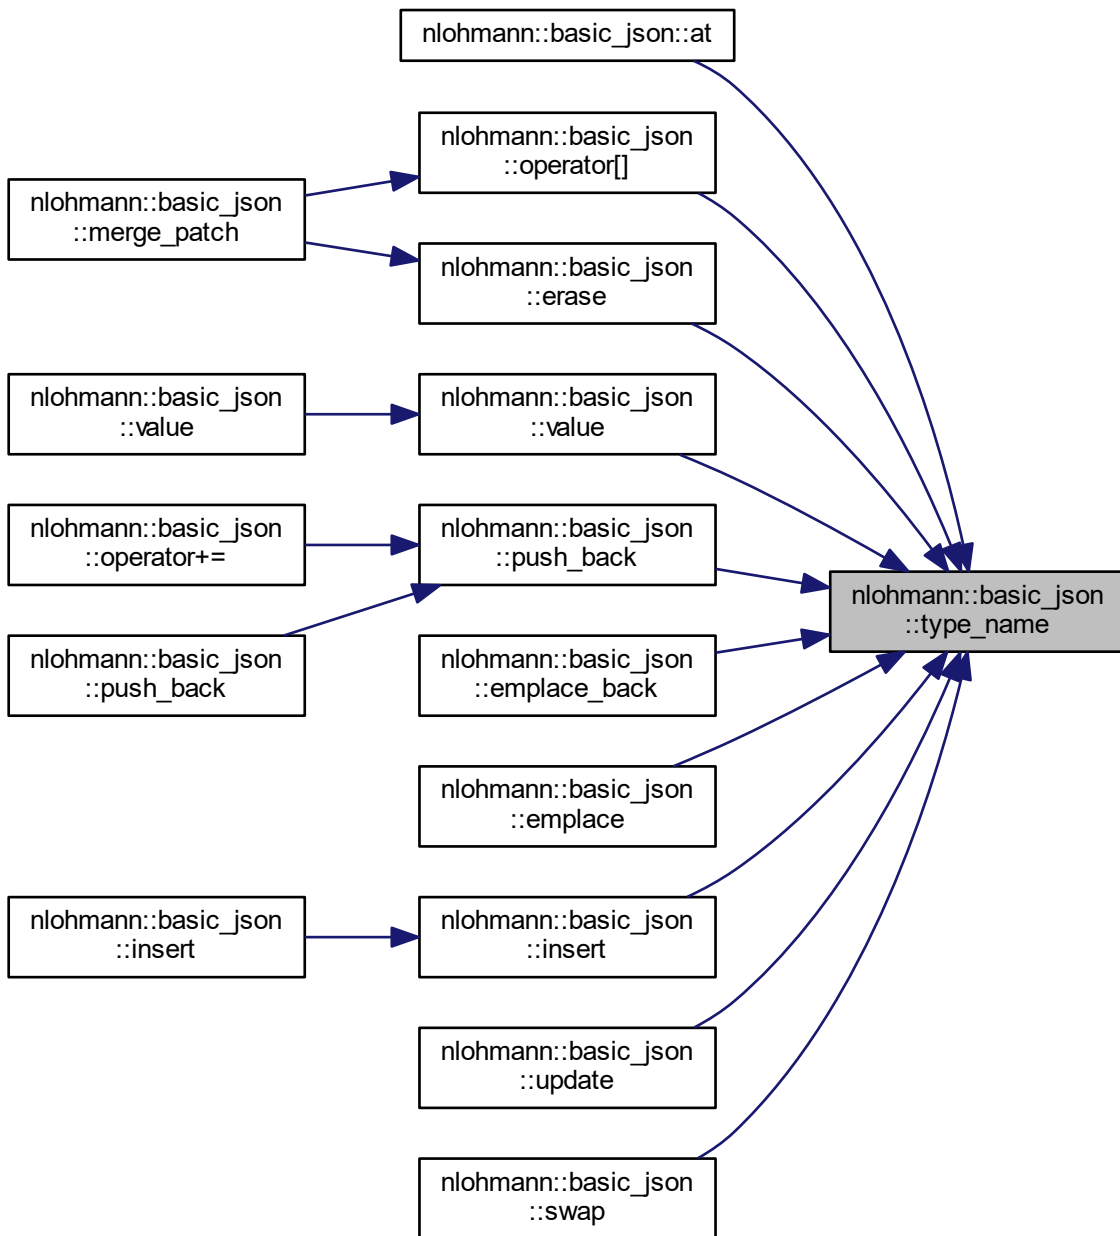 nlohmann::basic_json::at
nlohmann::basic_json
::operator[]
nlohmann::basic_json
::merge_patch
nlohmann::basic_json
::erase
nlohmann::basic_json
::value
nlohmann::basic_json
::value
nlohmann::basic_json
::operator+=
nlohmann::basic_json
::push_back
nlohmann::basic_json
::type_name
nlohmann::basic_json
::push_back
nlohmann::basic_json
::emplace_back
nlohmann::basic_json
::emplace
nlohmann::basic_json
::insert
nlohmann::basic_json
::insert
nlohmann::basic_json
::update
nlohmann::basic_json
::swap